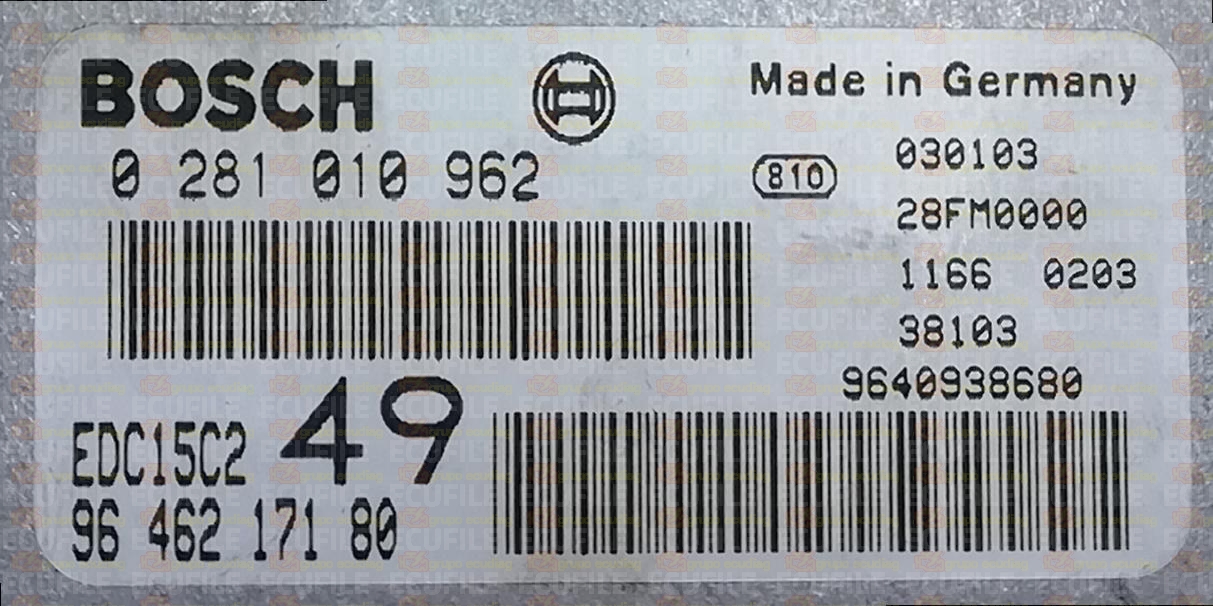 BOSCH
Made in Germany
0 281 010 962
810
030103
28FM0000
1166 0203
38103
9640938680
EDC15C2 49
96 462 171 80